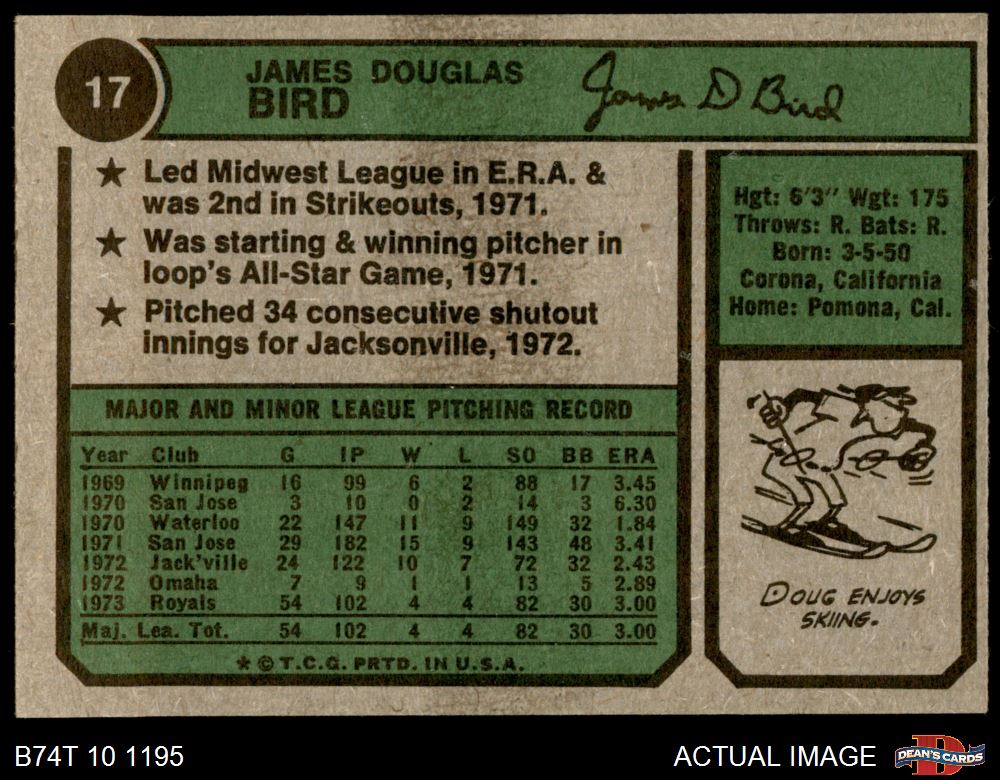 17
JAMES DOUGLAS
BIRD
James D Bird
★ Led Midwest League in E.R.A. &
was 2nd in Strikeouts, 1971.
★ Was starting & winning pitcher in
loop's All-Star Game, 1971.
★ Pitched 34 consecutive shutout
innings for Jacksonville, 1972.
Hgt: 6'3" Wgt: 175
Throws: R. Bats: R.
Born: 3-5-50
Corona, California
Home: Pomona, Cal.
MAJOR AND MINOR LEAGUE PITCHING RECORD
Year Club G IP W L SO BB ERA
1969 Winnipeg 16 99 6 2 88 17 3.45
1970 San Jose 3 10 0 2 14 3 6.30
1970 Waterloo 22 147 11 9 149 32 1.84
1971 San Jose 29 182 15 9 143 48 3.41
1972 Jack'ville 24 122 10 7 72 32 2.43
1972 Omaha 7 9 1 1 13 5 2.89
1973 Royals 54 102 4 4 82 30 3.00
Maj. Lea. Tot. 54 102 4 4 82 30 3.00
★ © T.C.G. PRTD. IN U.S.A.
DOUG ENJOYS
SKIING.
B74T 10 1195
ACTUAL IMAGE
D
DEAN'S CARDS